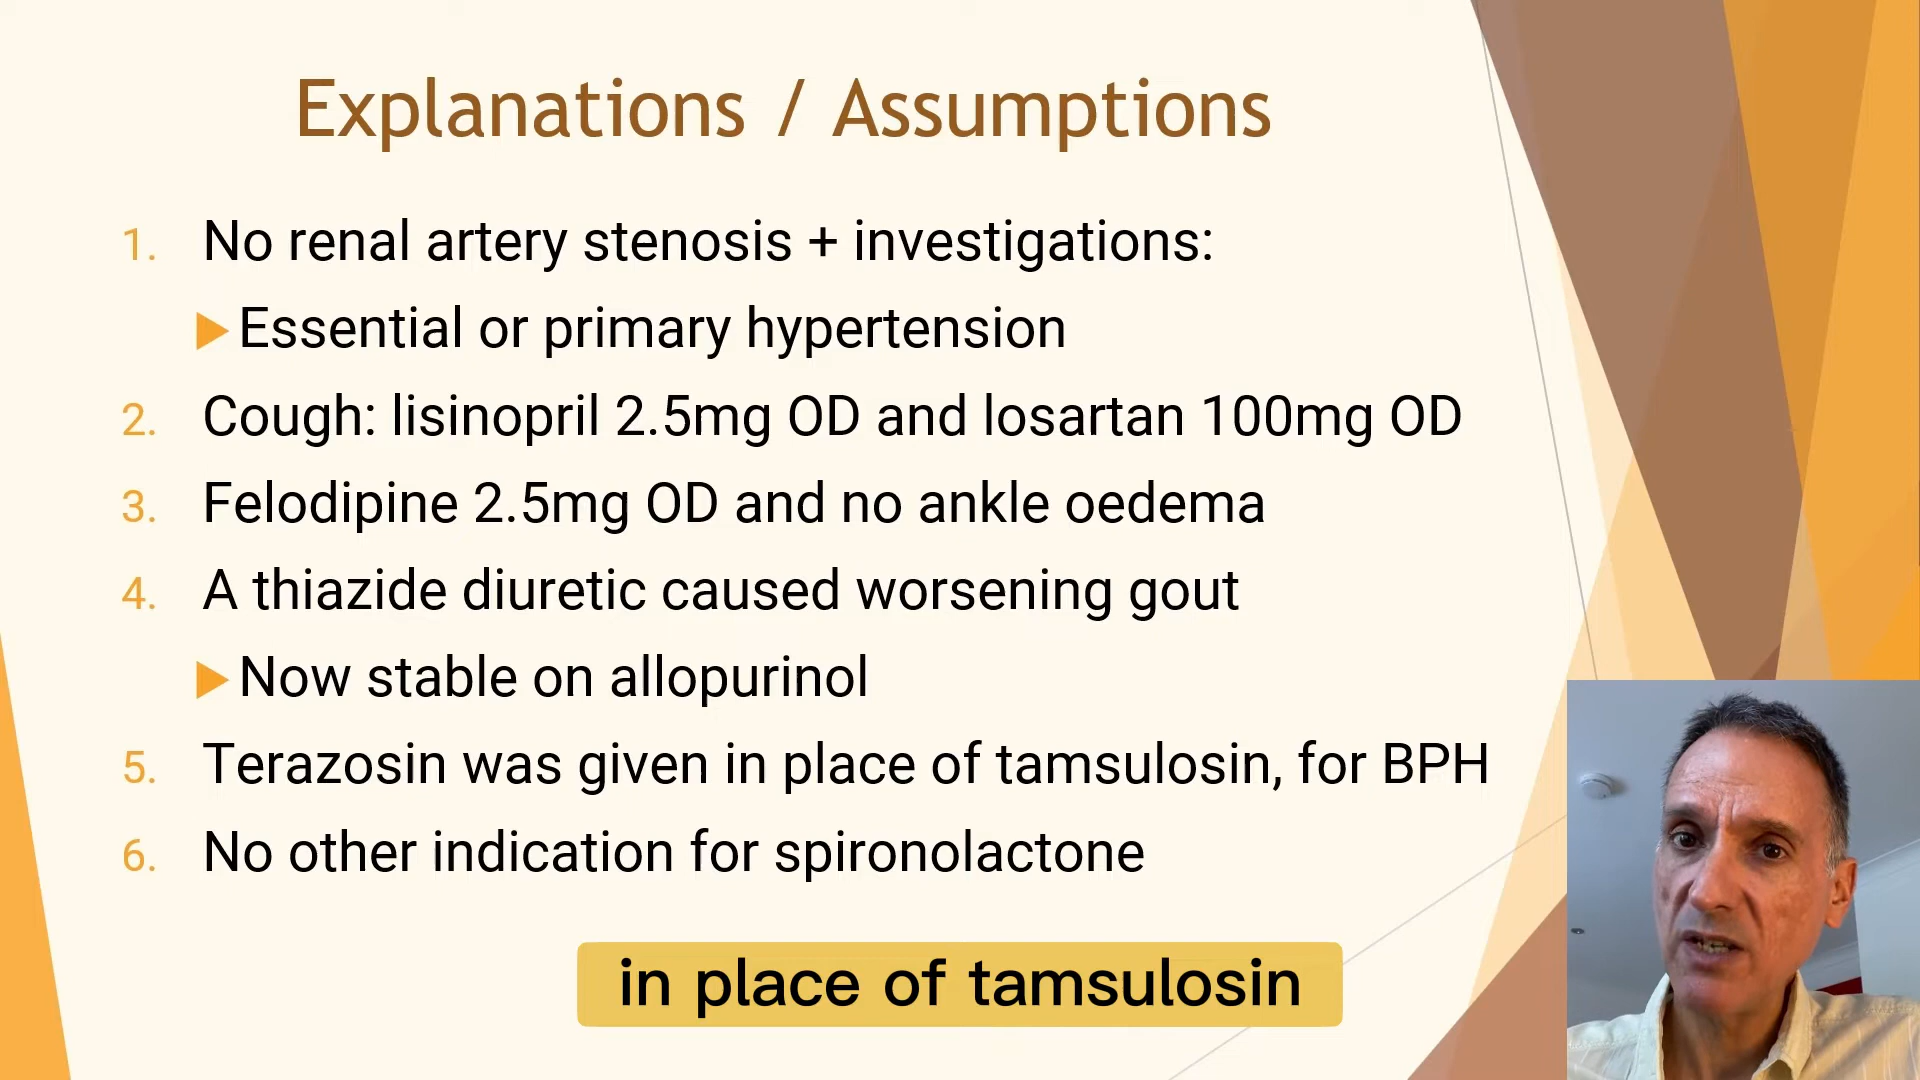 Explanations / Assumptions
1. No renal artery stenosis + investigations:
Essential or primary hypertension
2. Cough: lisinopril 2.5mg OD and losartan 100mg OD
3. Felodipine 2.5mg OD and no ankle oedema
4. A thiazide diuretic caused worsening gout
Now stable on allopurinol
5. Terazosin was given in place of tamsulosin, for BPH
6. No other indication for spironolactone
in place of tamsulosin